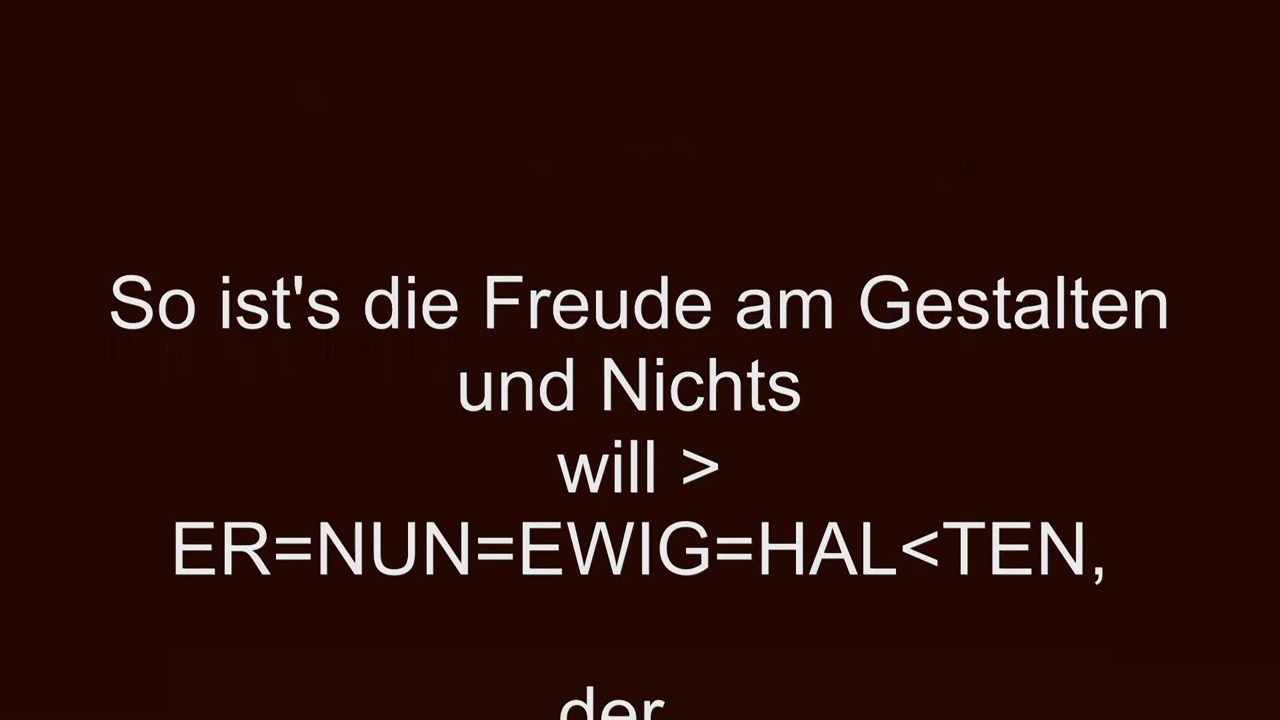 So ist's die Freude am Gestalten
und Nichts
will >
ER=NUN=EWIG=HAL<TEN,
der